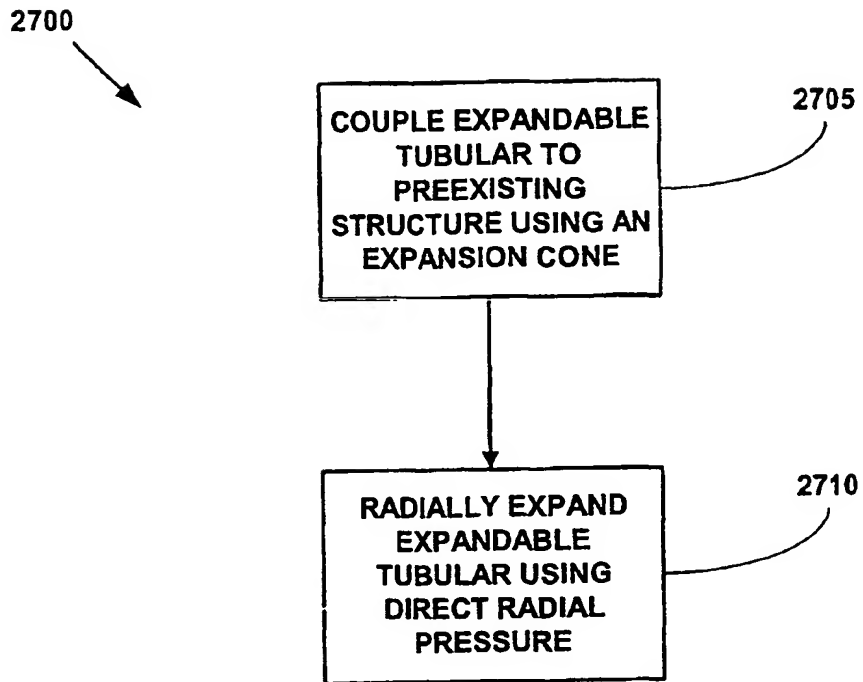 2700
2705
COUPLE EXPANDABLE
TUBULAR TO
PREEXISTING
STRUCTURE USING AN
EXPANSION CONE
2710
RADIALLY EXPAND
EXPANDABLE
TUBULAR USING
DIRECT RADIAL
PRESSURE